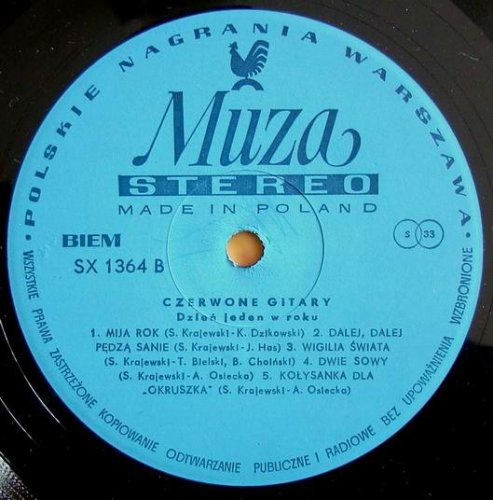 • POLSKIE NAGRANIA WARSZAWA •
Muza
STEREO
MADE IN POLAND
BIEM
SX 1364 B
S 33
CZERWONE GITARY
Dzień jeden w roku
1. MIJA ROK (S. Krajewski-K. Dzikowski) 2. DALEJ, DALEJ
PĘDZĄ SANIE (S. Krajewski-J. Has) 3. WIGILIA ŚWIATA
(S. Krajewski-T. Bielski, B. Choiński) 4. DWIE SOWY
(S. Krajewski-A. Osiecka) 5. KOŁYSANKA DLA
"OKRUSZKA" (S. Krajewski-A. Osiecka)
WSZYSTKIE PRAWA ZASTRZEŻONE KOPIOWANIE ODTWARZANIE PUBLICZNE I RADIOWE BEZ UPOWAŻNIENIA WZBRONIONE